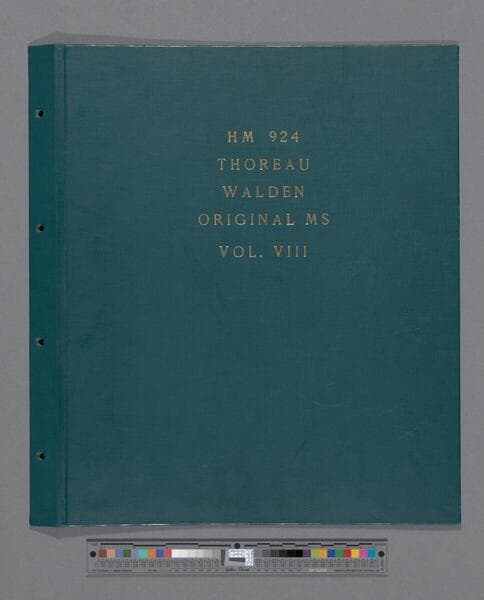 HM 924
THOREAU
WALDEN
ORIGINAL MS
VOL. VIII